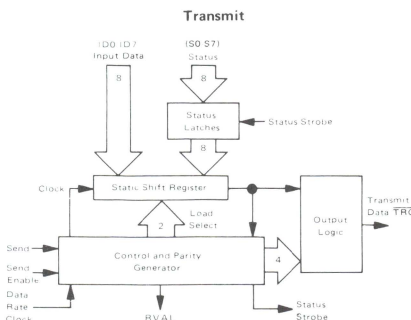 Transmit
ID0 ID7
Input Data
(S0 S7)
Status
8
8
Status
Latches
Status Strobe
8
Clock
Static Shift Register
2
Load
Select
Output
Logic
Transmit
Data
Send
Control and Parity
Generator
4
Send
Enable
Data
Rate
Clock
Status
Strobe